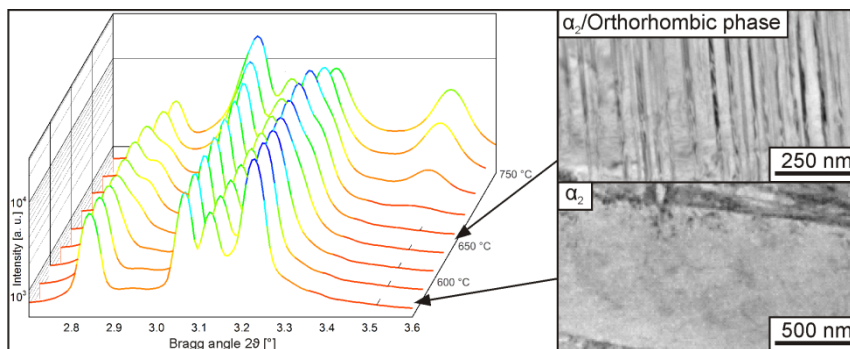 α₂/Orthorhombic phase
250 nm
α₂
500 nm
Intensity [a. u.]
10⁴
10³
750 °C
650 °C
600 °C
2.8 2.9 3.0 3.1 3.2 3.3 3.4 3.5 3.6
Bragg angle 2ϑ [°]